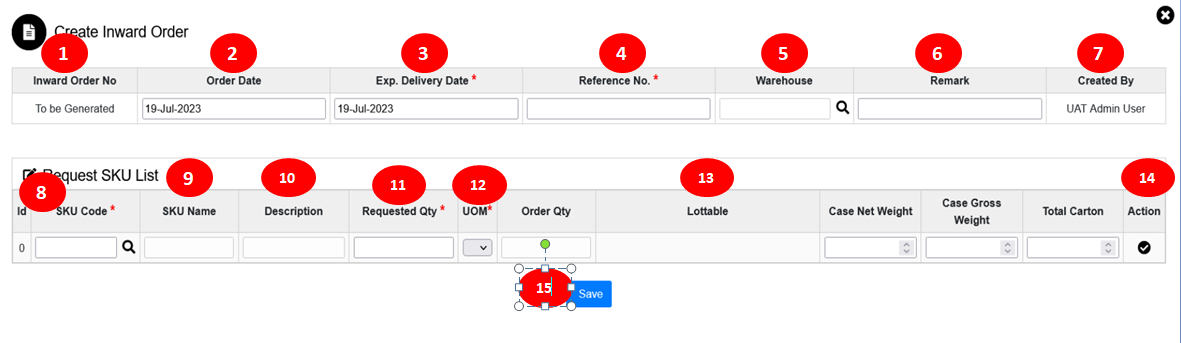 Create Inward Order
1 2 3 4 5 6 7
Inward Order No Order Date Exp. Delivery Date * Reference No. * Warehouse Remark Created By
To be Generated 19-Jul-2023 19-Jul-2023 UAT Admin User
Request SKU List
8 9 10 11 12 13 14
Id SKU Code * SKU Name Description Requested Qty * UOM* Order Qty Lottable Case Net Weight Case Gross Weight Total Carton Action
0
15 Save